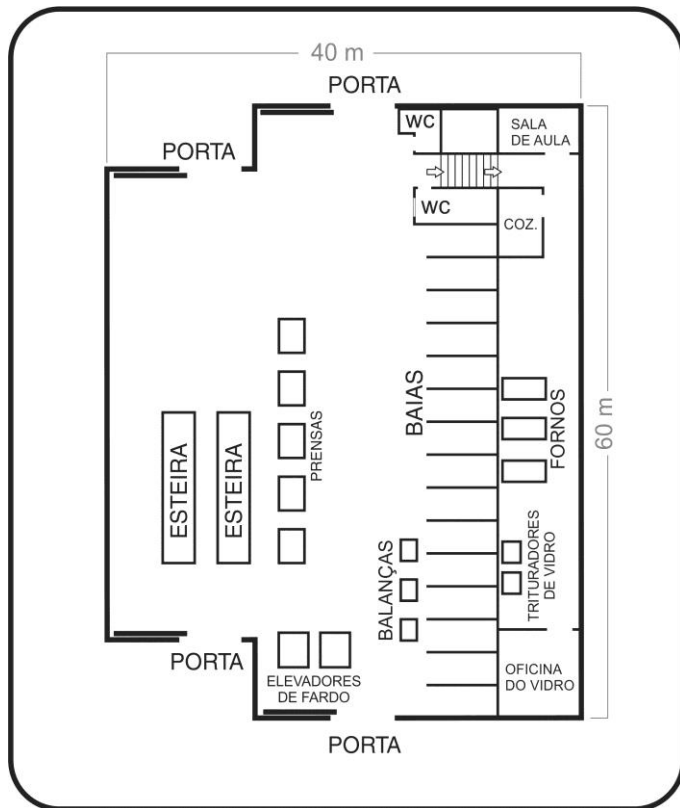 40 m
PORTA
WC
SALA
DE AULA
PORTA
WC
COZ.
PRENSAS
BAIAS
FORNOS
60 m
ESTEIRA
ESTEIRA
BALANÇAS
TRITURADORES
DE VIDRO
PORTA
ELEVADORES
DE FARDO
OFICINA
DO VIDRO
PORTA